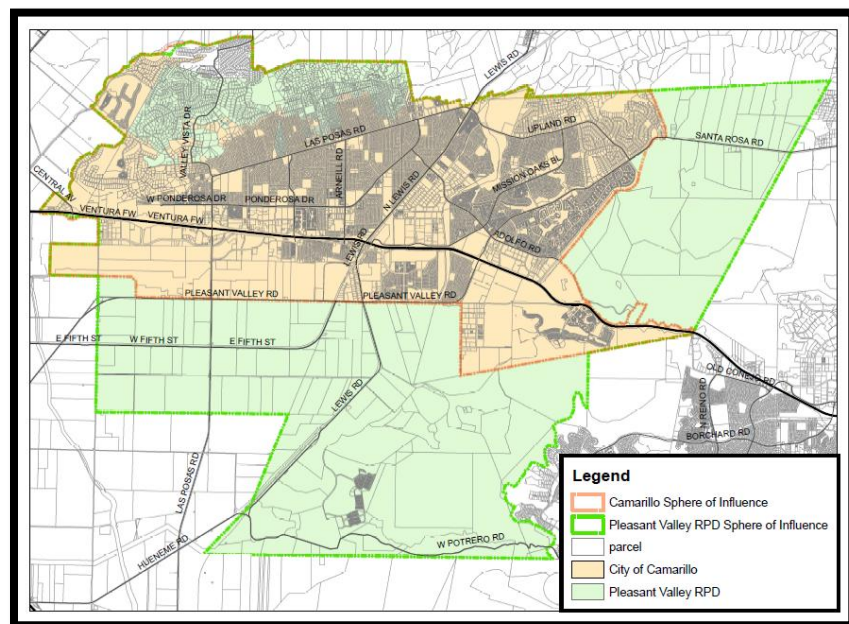 LEWIS RD
UPLAND RD
SANTA ROSA RD
LAS POSAS RD
VALLEY VISTA DR
ARNEILL RD
MISSION OAKS BL
N LEWIS RD
CENTRAL AV
W PONDEROSA DR
PONDEROSA DR
VENTURA FW
VENTURA FW
ADOLFO RD
LEWIS RD
PLEASANT VALLEY RD
PLEASANT VALLEY RD
E FIFTH ST
W FIFTH ST
E FIFTH ST
LEWIS RD
OLD CONEJO RD
N RENO RD
BORCHARD RD
LAS POSAS RD
HUENEME RD
W POTRERO RD
Legend
Camarillo Sphere of Influence
Pleasant Valley RPD Sphere of Influence
parcel
City of Camarillo
Pleasant Valley RPD